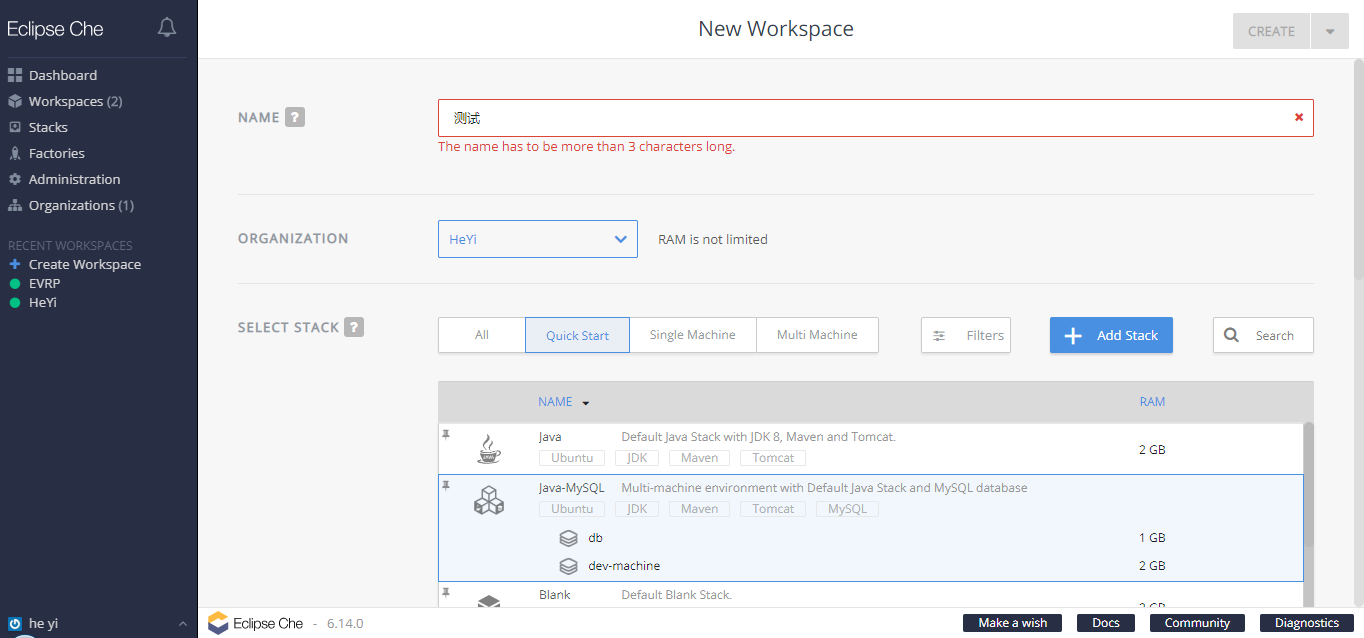 Eclipse Che
New Workspace
CREATE
Dashboard
Workspaces (2)
Stacks
Factories
Administration
Organizations (1)
RECENT WORKSPACES
Create Workspace
EVRP
HeYi
he yi
NAME ?
测试
The name has to be more than 3 characters long.
ORGANIZATION
HeYi
RAM is not limited
SELECT STACK ?
All Quick Start Single Machine Multi Machine Filters Add Stack Search
NAME RAM
Java Default Java Stack with JDK 8, Maven and Tomcat.
Ubuntu JDK Maven Tomcat
2 GB
Java-MySQL Multi-machine environment with Default Java Stack and MySQL database
Ubuntu JDK Maven Tomcat MySQL
db 1 GB
dev-machine 2 GB
Blank Default Blank Stack.
2 GB
Eclipse Che - 6.14.0
Make a wish Docs Community Diagnostics